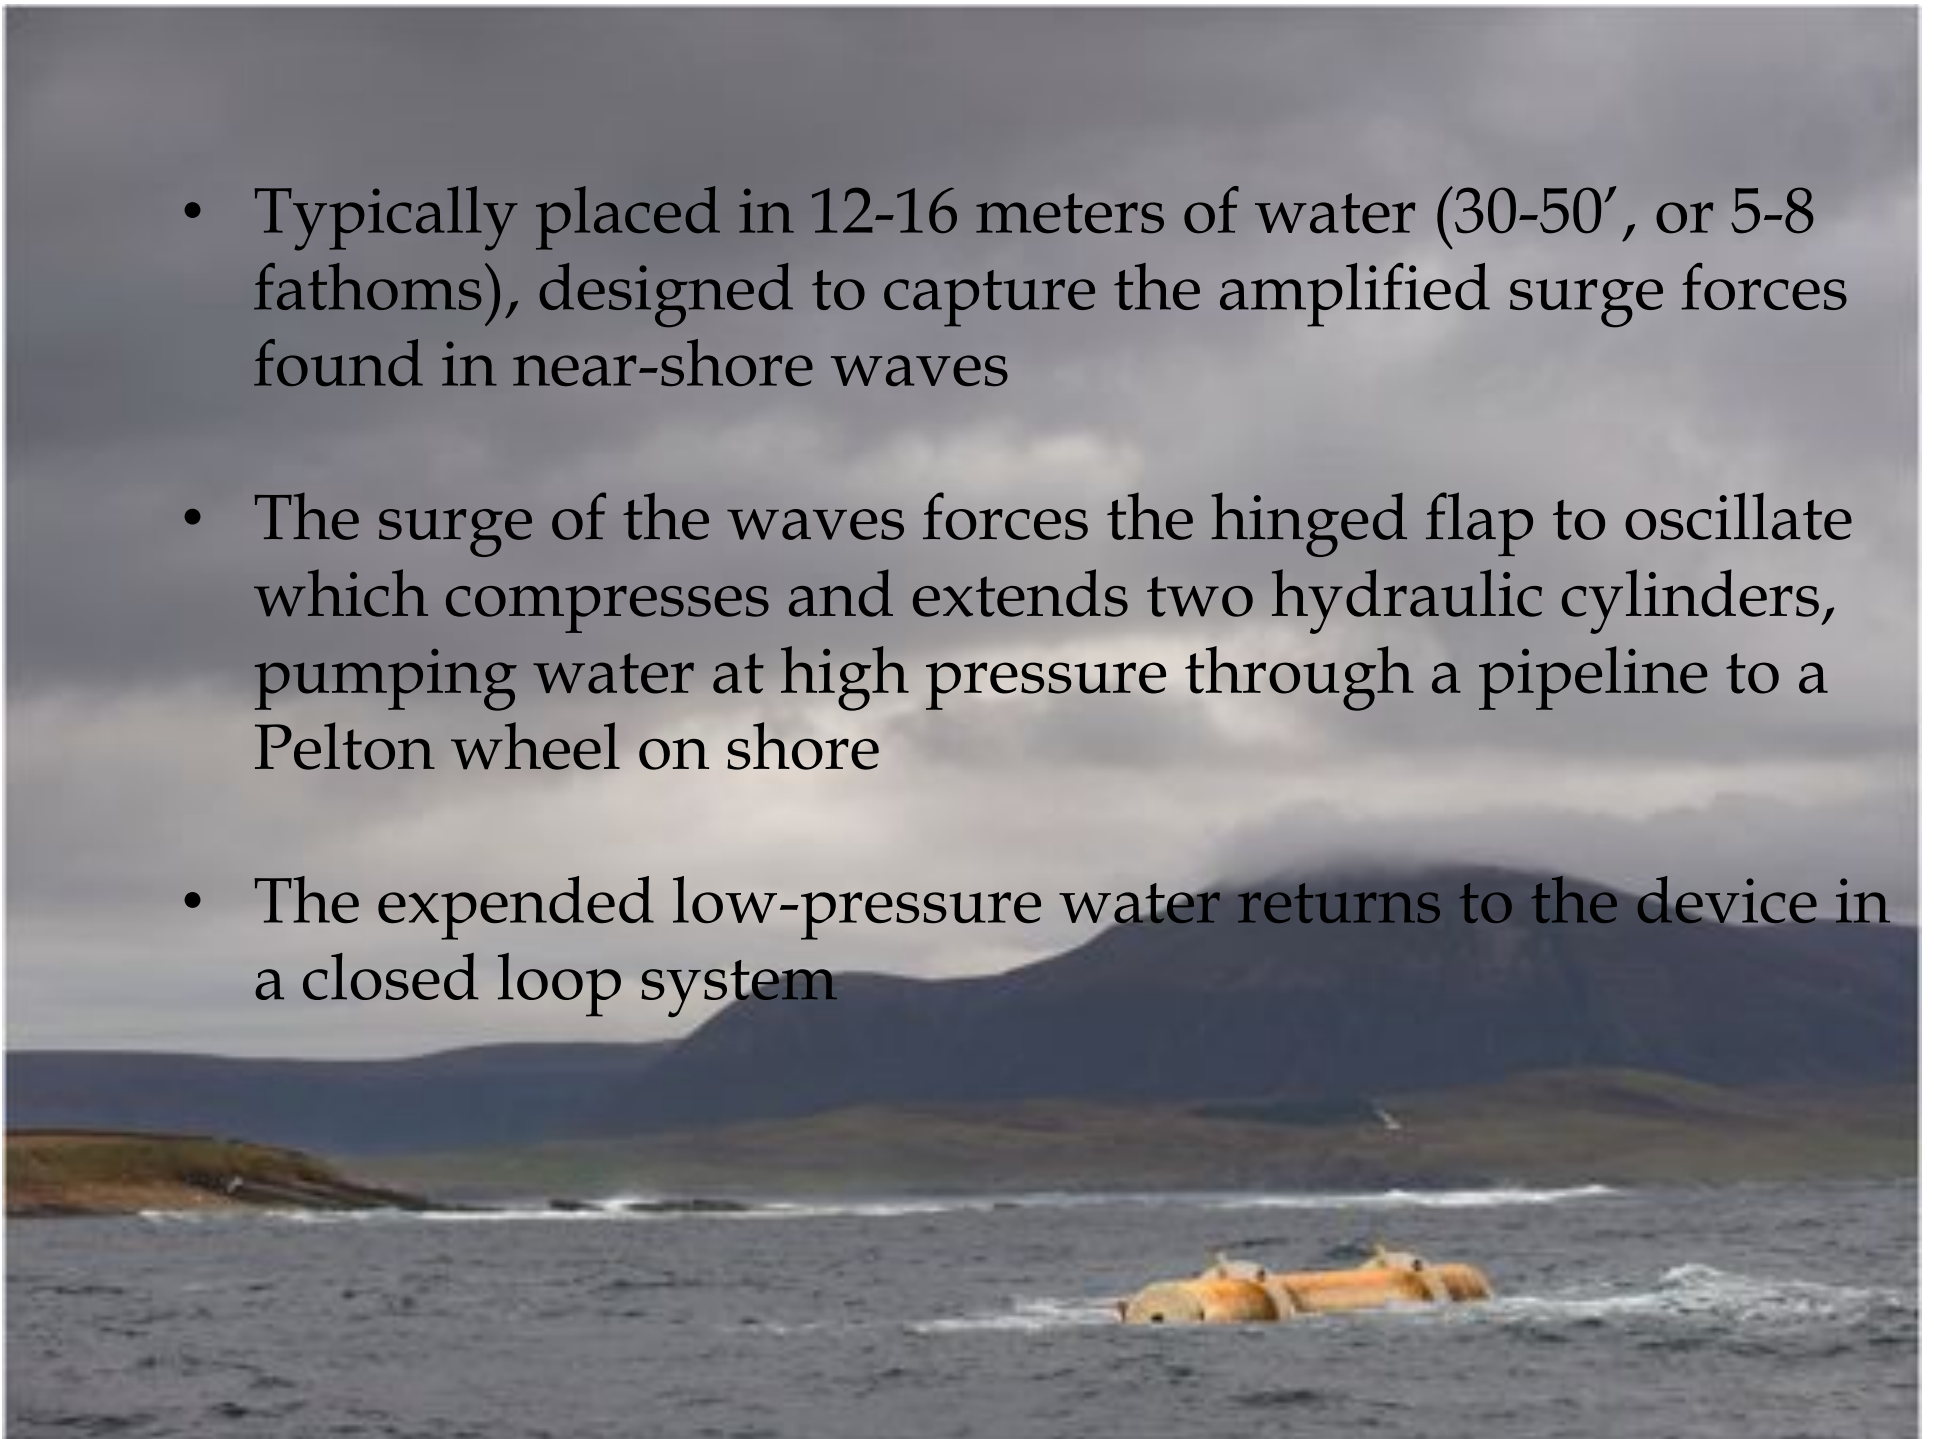 • Typically placed in 12-16 meters of water (30-50’, or 5-8
fathoms), designed to capture the amplified surge forces
found in near-shore waves
• The surge of the waves forces the hinged flap to oscillate
which compresses and extends two hydraulic cylinders,
pumping water at high pressure through a pipeline to a
Pelton wheel on shore
• The expended low-pressure water returns to the device in
a closed loop system